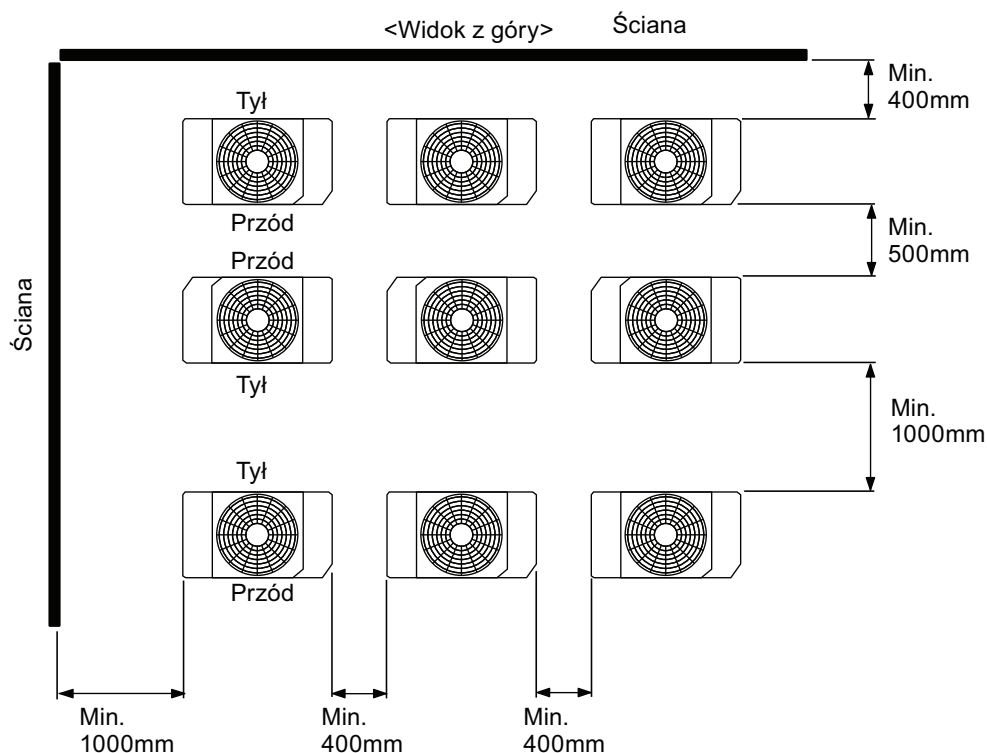 <Widok z góry>
Ściana
Min.
400mm
Tył
Przód
Min.
500mm
Przód
Ściana
Tył
Min.
1000mm
Tył
Przód
Min.
1000mm
Min.
400mm
Min.
400mm